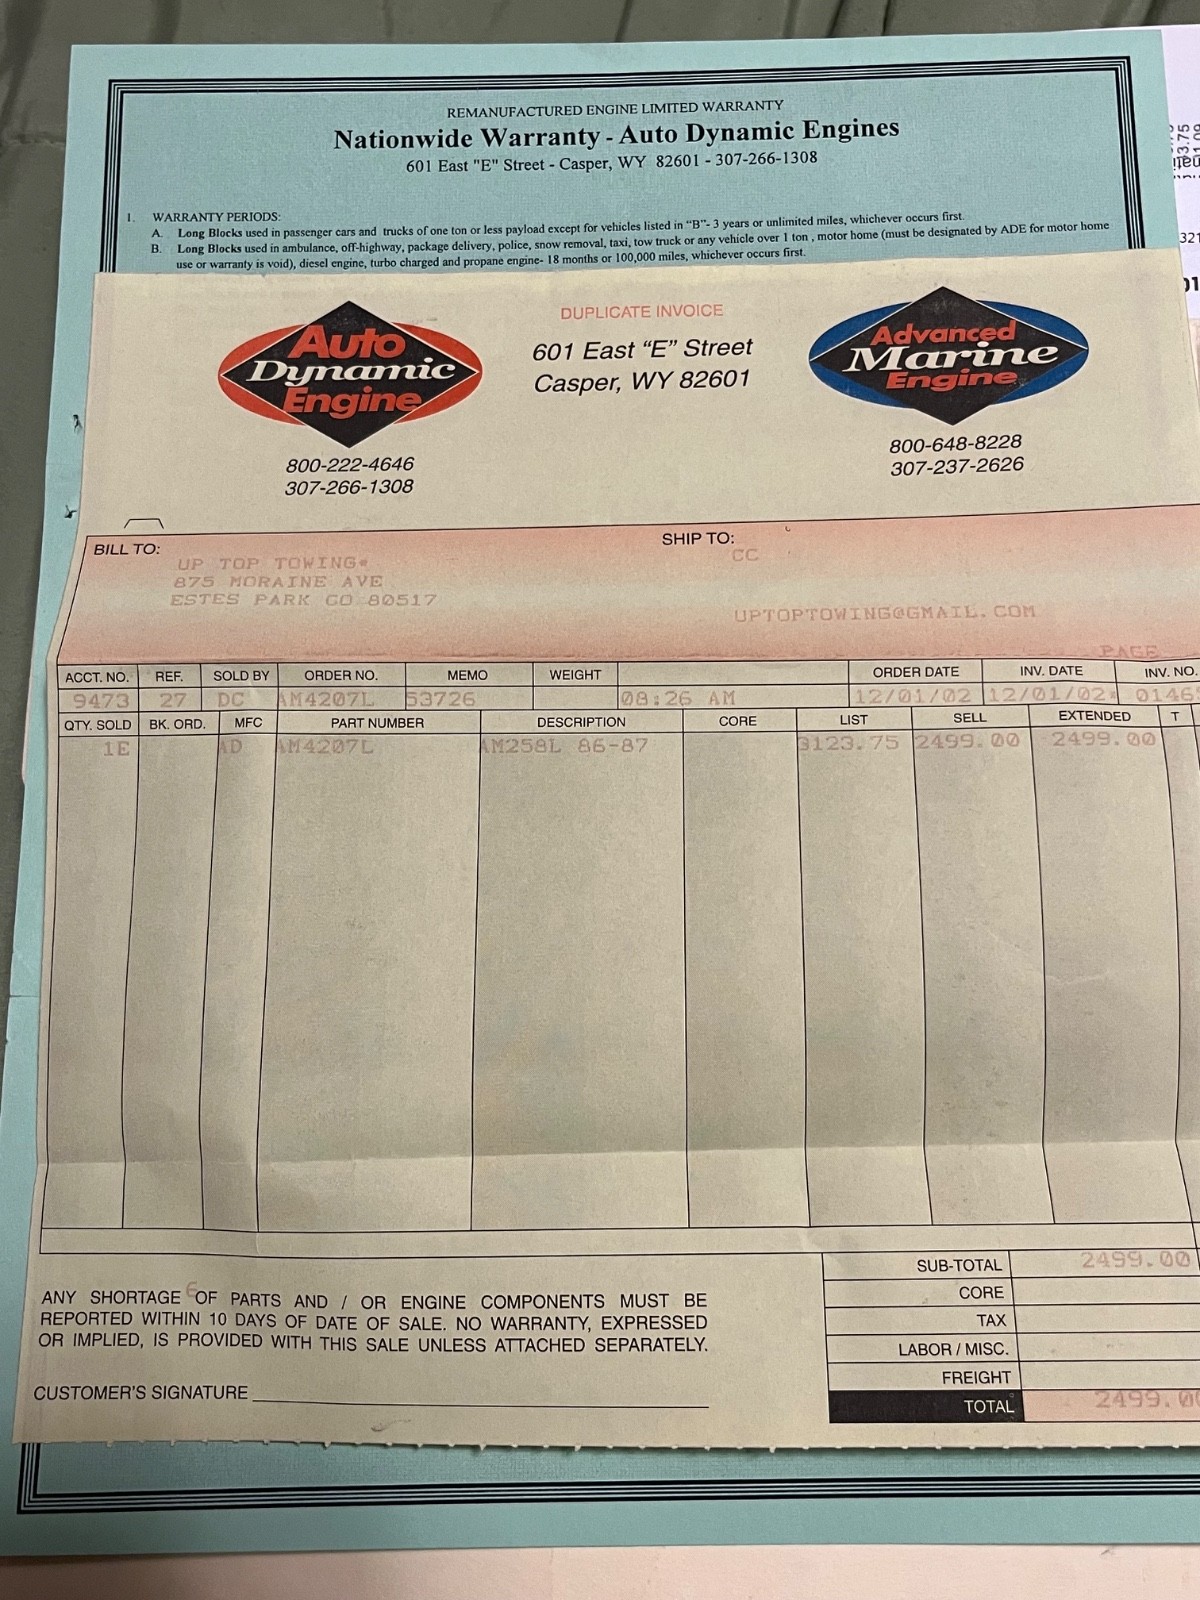 REMANUFACTURED ENGINE LIMITED WARRANTY
Nationwide Warranty - Auto Dynamic Engines
601 East "E" Street - Casper, WY 82601 - 307-266-1308
1. WARRANTY PERIODS:
A. Long Blocks used in passenger cars and trucks of one ton or less payload except for vehicles listed in "B"- 3 years or unlimited miles, whichever occurs first.
B. Long Blocks used in ambulance, off-highway, package delivery, police, snow removal, taxi, tow truck or any vehicle over 1 ton , motor home (must be designated by ADE for motor home
use or warranty is void), diesel engine, turbo charged and propane engine- 18 months or 100,000 miles, whichever occurs first.
Auto
Dynamic
Engine
800-222-4646
307-266-1308
DUPLICATE INVOICE
601 East “E” Street
Casper, WY 82601
Advanced
Marine
Engine
800-648-8228
307-237-2626
BILL TO:
UP TOP TOWING*
875 MORAINE AVE
ESTES PARK CO 80517
SHIP TO:
CC
UPTOPTOWING@GMAIL.COM
PAGE
ACCT. NO. REF. SOLD BY ORDER NO. MEMO WEIGHT ORDER DATE INV. DATE INV. NO.
9473 27 DC AM4207L 53726 08:26 AM 12/01/02 12/01/02* 0146
QTY. SOLD BK. ORD. MFC PART NUMBER DESCRIPTION CORE LIST SELL EXTENDED T
1E AD AM4207L AM258L 86-87 3123.75 2499.00 2499.00
SUB-TOTAL 2499.00
CORE
TAX
LABOR / MISC.
FREIGHT
TOTAL 2499.00
6
ANY SHORTAGE OF PARTS AND / OR ENGINE COMPONENTS MUST BE
REPORTED WITHIN 10 DAYS OF DATE OF SALE. NO WARRANTY, EXPRESSED
OR IMPLIED, IS PROVIDED WITH THIS SALE UNLESS ATTACHED SEPARATELY.
CUSTOMER'S SIGNATURE